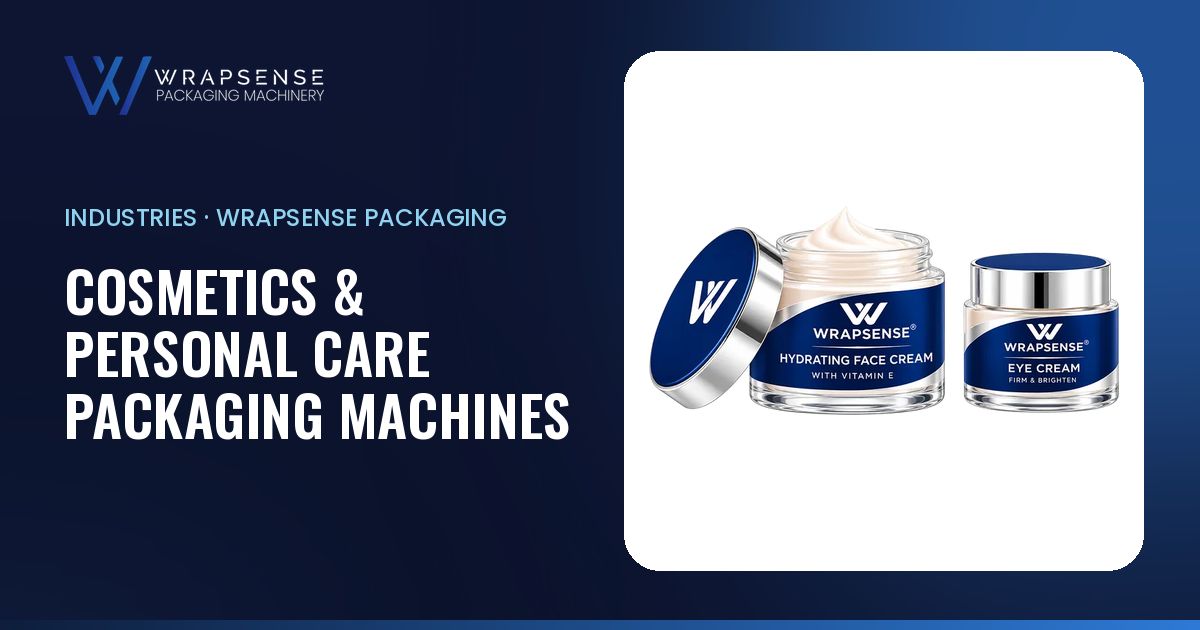 WRAPSENSE
PACKAGING MACHINERY
INDUSTRIES · WRAPSENSE PACKAGING
COSMETICS &
PERSONAL CARE
PACKAGING MACHINES
W
WRAPSENSE®
HYDRATING FACE CREAM
WITH VITAMIN E
WRAPSENSE®
EYE CREAM
FIRM & BRIGHTEN